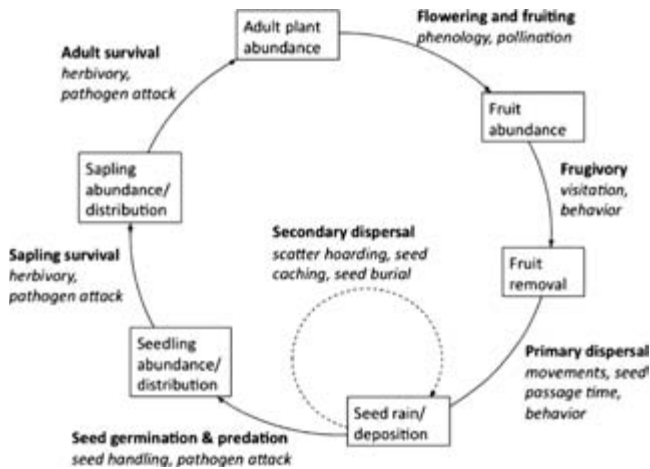 Adult plant
abundance
Flowering and fruiting
phenology, pollination
Fruit
abundance
Frugivory
visitation,
behavior
Fruit
removal
Primary dispersal
movements, seed
passage time,
behavior
Seed rain/
deposition
Secondary dispersal
scatter hoarding, seed
caching, seed burial
Seed germination & predation
seed handling, pathogen attack
Seedling
abundance/
distribution
Sapling survival
herbivory,
pathogen attack
Sapling
abundance/
distribution
Adult survival
herbivory,
pathogen attack